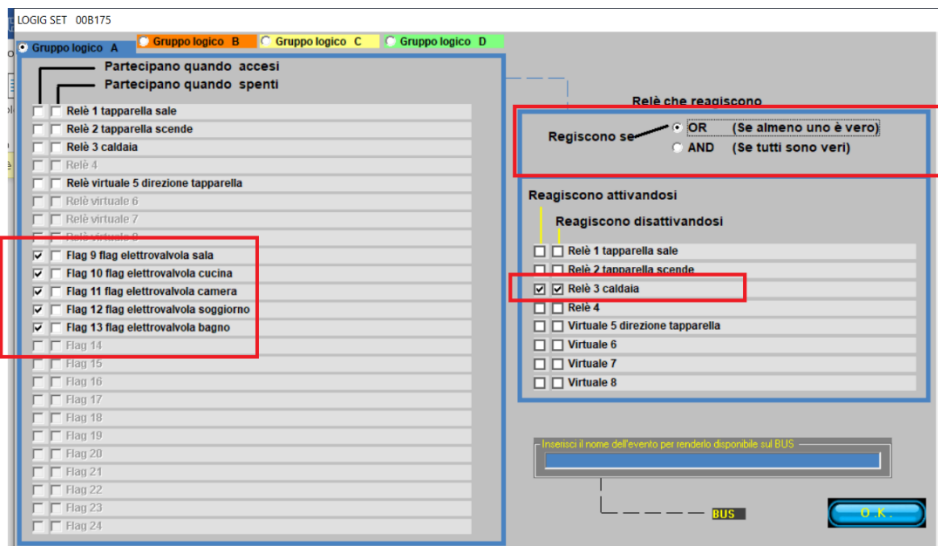 LOGIG SET 00B175
Gruppo logico A
Gruppo logico B
Gruppo logico C
Gruppo logico D
Partecipano quando accesi
Partecipano quando spenti
Relè 1 tapparella sale
Relè 2 tapparella scende
Relè 3 caldaia
Relè 4
Relè virtuale 5 direzione tapparella
Relè virtuale 6
Relè virtuale 7
Relè virtuale 8
Flag 9 flag elettrovalvola sala
Flag 10 flag elettrovalvola cucina
Flag 11 flag elettrovalvola camera
Flag 12 flag elettrovalvola soggiorno
Flag 13 flag elettrovalvola bagno
Flag 14
Flag 15
Flag 16
Flag 17
Flag 18
Flag 19
Flag 20
Flag 21
Flag 22
Flag 23
Flag 24
Relè che reagiscono
Regiscono se
OR (Se almeno uno è vero)
AND (Se tutti sono veri)
Reagiscono attivandosi
Reagiscono disattivandosi
Relè 1 tapparella sale
Relè 2 tapparella scende
Relè 3 caldaia
Relè 4
Virtuale 5 direzione tapparella
Virtuale 6
Virtuale 7
Virtuale 8
Inserisci il nome dell'evento per renderlo disponibile sul BUS
BUS
O K.